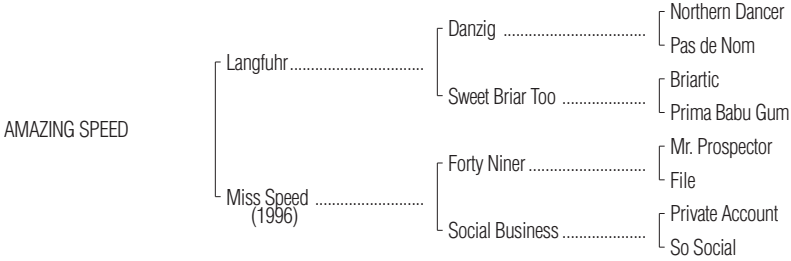 Northern Dancer
Danzig ..................................
Pas de Nom
Langfuhr................................
Briartic
Sweet Briar Too ....................
Prima Babu Gum
AMAZING SPEED
Mr. Prospector
Forty Niner ............................
File
Miss Speed ..........................
(1996)
Private Account
Social Business ....................
So Social